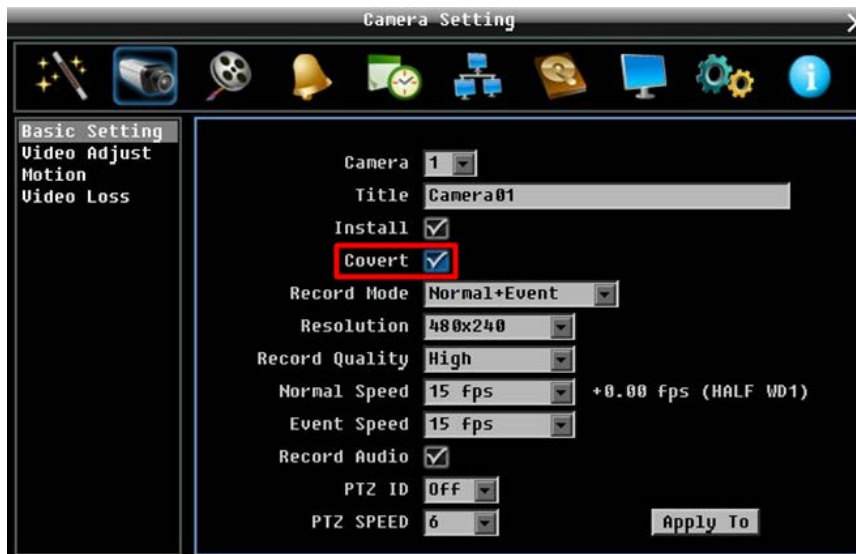 Camera Setting
Basic Setting
Video Adjust
Motion
Video Loss
Camera 1
Title Camera01
Install
Covert
Record Mode Normal+Event
Resolution 480x240
Record Quality High
Normal Speed 15 fps +0.00 fps (HALF WD1)
Event Speed 15 fps
Record Audio
PTZ ID Off
PTZ SPEED 6 Apply To